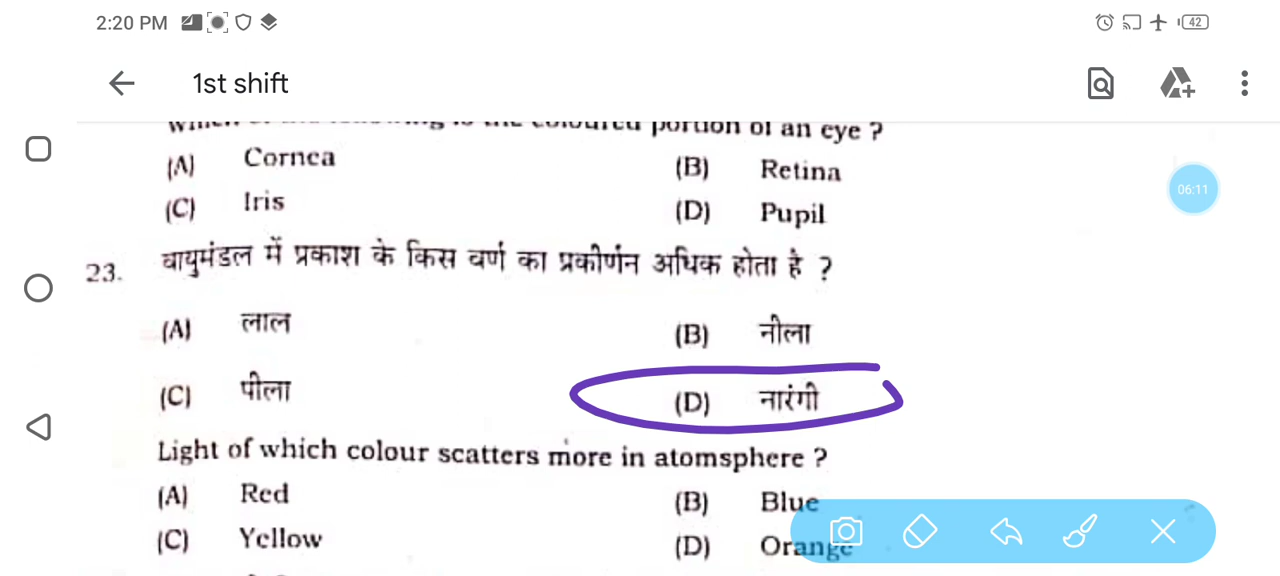 2:20 PM
42
1st shift
06:11
of an eye ?
(A) Cornea (B) Retina
(C) Iris (D) Pupil
23. वायुमंडल में प्रकाश के किस वर्ण का प्रकीर्णन अधिक होता है ?
(A) लाल (B) नीला
(C) पीला (D) नारंगी
Light of which colour scatters more in atomsphere ?
(A) Red (B) Blue
(C) Yellow (D) Orange